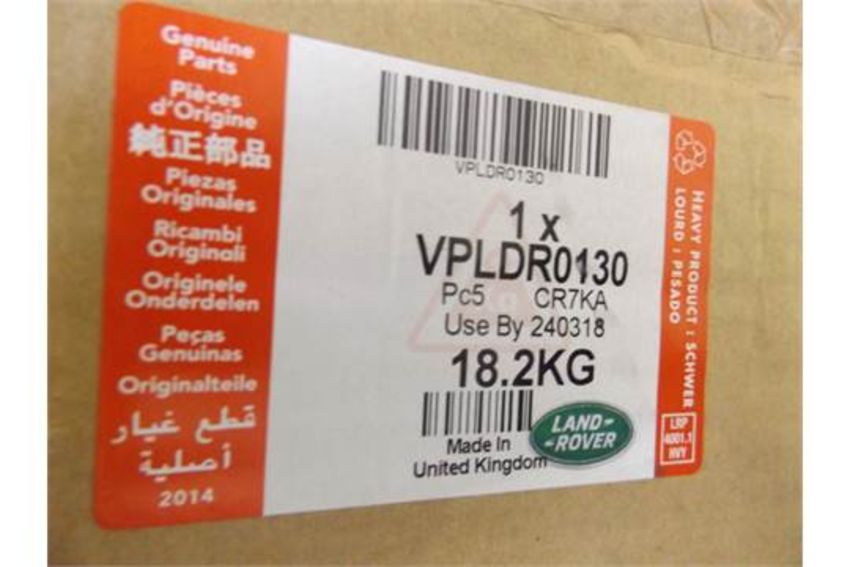 Genuine
Parts
Pièces
d'Origine
純正部品
Piezas
Originales
Ricambi
Originoli
Originele
Onderdelen
Peças
Genuinas
Originalteile
قطع غيار
أصلية
2014
VPLDR0130
1 x
VPLDR0130
Pc5 CR7KA
Use By 240318
18.2KG
LAND-
-ROVER
Made In
United Kingdom
HEAVY PRODUCT : SCHWER
LOURD : PESADO
LRP
4001.1
HVY